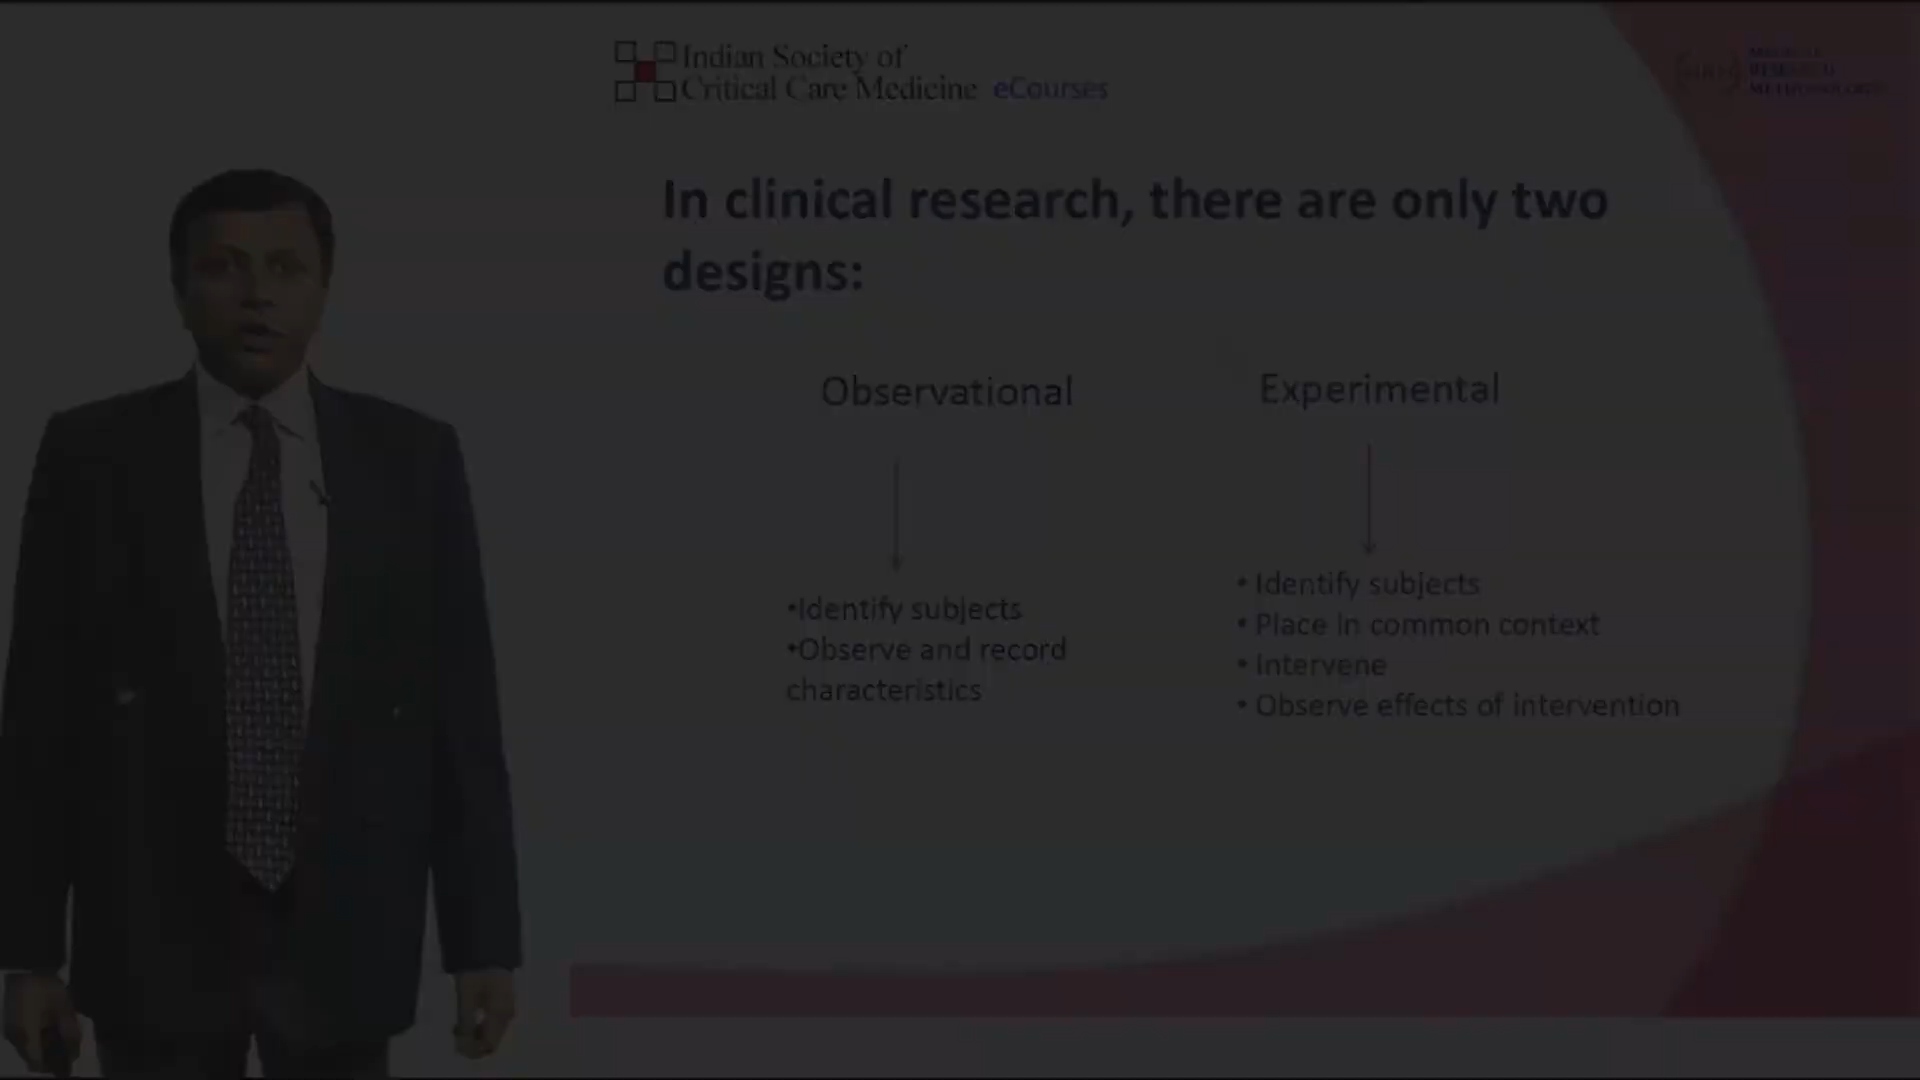 Indian Society of
Critical Care Medicine eCourses
In clinical research, there are only two
designs:
Observational
•Identify subjects
•Observe and record
characteristics
Experimental
• Identify subjects
• Place in common context
• Intervene
• Observe effects of intervention